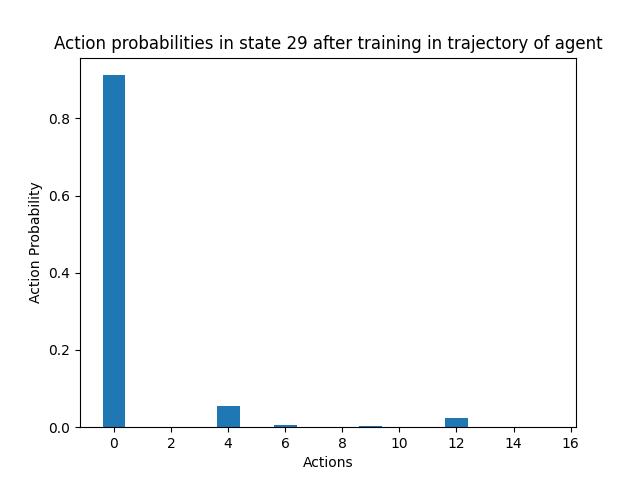 Action probabilities in state 29 after training in trajectory of agent
Action Probability
0.8
0.6
0.4
0.2
0.0
0 2 4 6 8 10 12 14 16
Actions